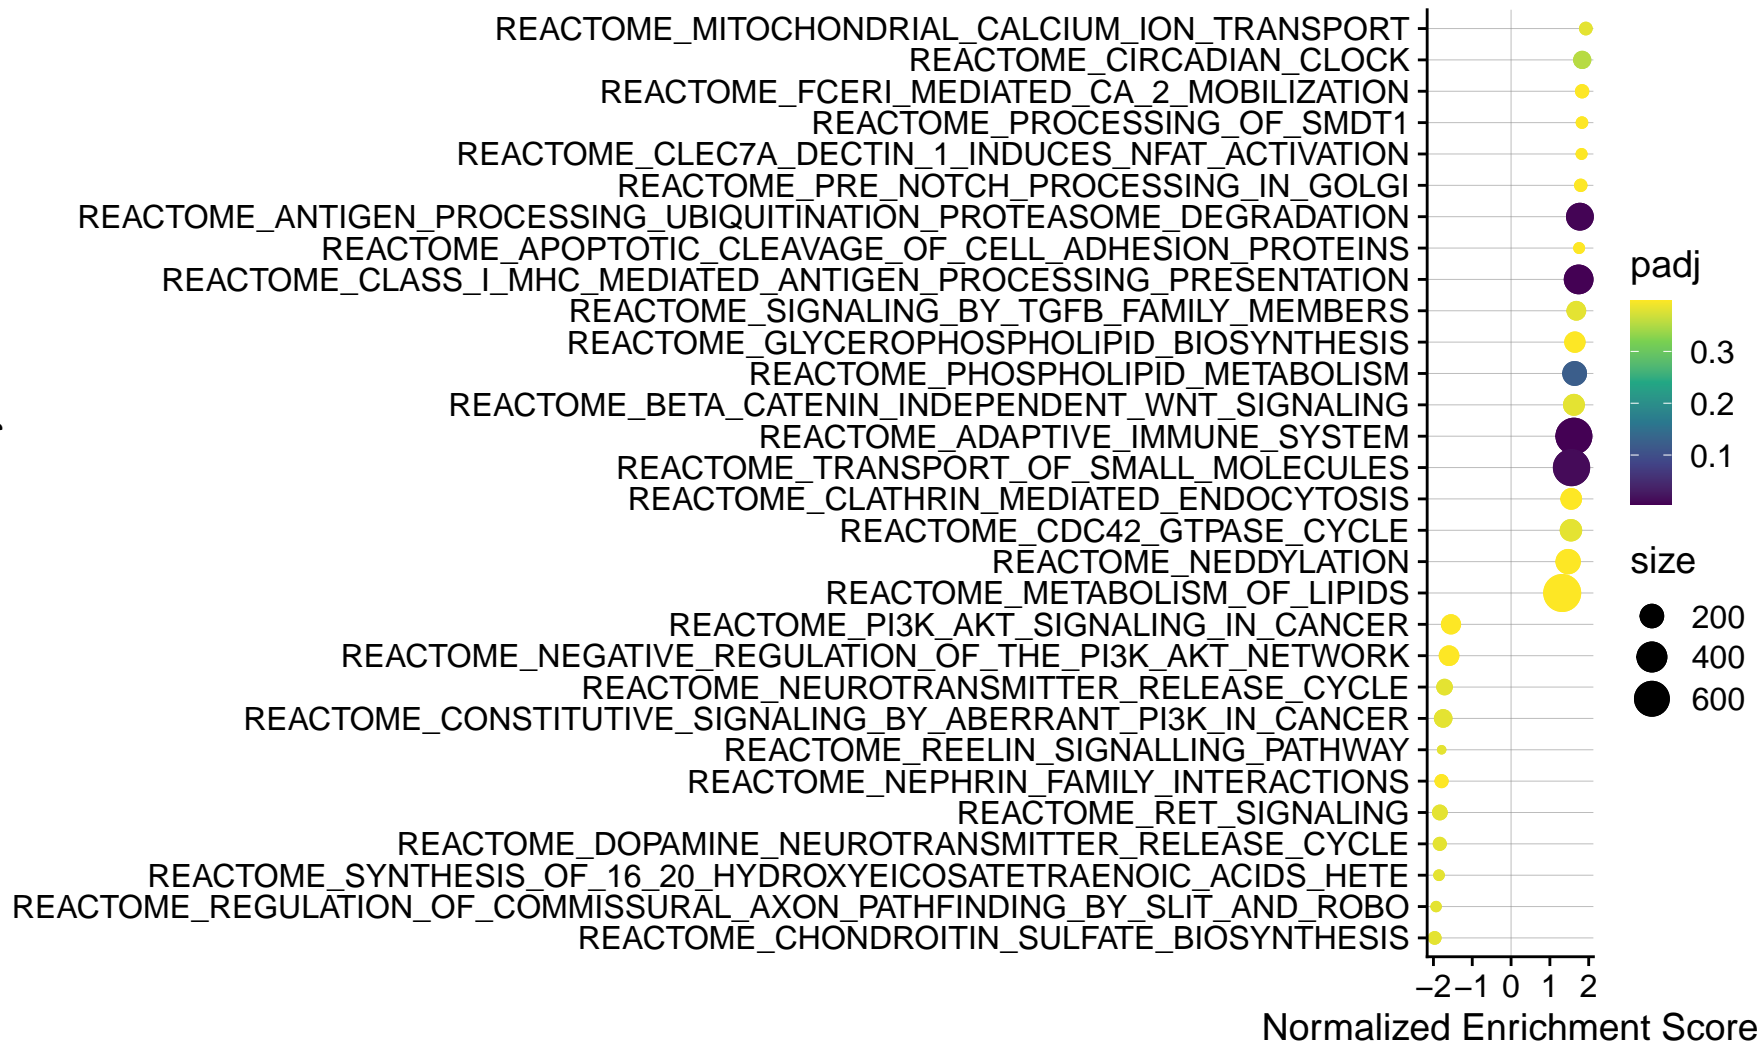 REACTOME_MITOCHONDRIAL_CALCIUM_ION_TRANSPORT
REACTOME_CIRCADIAN_CLOCK
REACTOME_FCERI_MEDIATED_CA_2_MOBILIZATION
REACTOME_PROCESSING_OF_SMDT1
REACTOME_CLEC7A_DECTIN_1_INDUCES_NFAT_ACTIVATION
REACTOME_PRE_NOTCH_PROCESSING_IN_GOLGI
REACTOME_ANTIGEN_PROCESSING_UBIQUITINATION_PROTEASOME_DEGRADATION
REACTOME_APOPTOTIC_CLEAVAGE_OF_CELL_ADHESION_PROTEINS
REACTOME_CLASS_I_MHC_MEDIATED_ANTIGEN_PROCESSING_PRESENTATION
REACTOME_SIGNALING_BY_TGFB_FAMILY_MEMBERS
REACTOME_GLYCEROPHOSPHOLIPID_BIOSYNTHESIS
REACTOME_PHOSPHOLIPID_METABOLISM
REACTOME_BETA_CATENIN_INDEPENDENT_WNT_SIGNALING
REACTOME_ADAPTIVE_IMMUNE_SYSTEM
REACTOME_TRANSPORT_OF_SMALL_MOLECULES
REACTOME_CLATHRIN_MEDIATED_ENDOCYTOSIS
REACTOME_CDC42_GTPASE_CYCLE
REACTOME_NEDDYLATION
REACTOME_METABOLISM_OF_LIPIDS
REACTOME_PI3K_AKT_SIGNALING_IN_CANCER
REACTOME_NEGATIVE_REGULATION_OF_THE_PI3K_AKT_NETWORK
REACTOME_NEUROTRANSMITTER_RELEASE_CYCLE
REACTOME_CONSTITUTIVE_SIGNALING_BY_ABERRANT_PI3K_IN_CANCER
REACTOME_REELIN_SIGNALLING_PATHWAY
REACTOME_NEPHRIN_FAMILY_INTERACTIONS
REACTOME_RET_SIGNALING
REACTOME_DOPAMINE_NEUROTRANSMITTER_RELEASE_CYCLE
REACTOME_SYNTHESIS_OF_16_20_HYDROXYEICOSATETRAENOIC_ACIDS_HETE
REACTOME_REGULATION_OF_COMMISSURAL_AXON_PATHFINDING_BY_SLIT_AND_ROBO
REACTOME_CHONDROITIN_SULFATE_BIOSYNTHESIS
−2 −1 0 1 2
Normalized Enrichment Score
padj
0.3
0.2
0.1
size
200
400
600